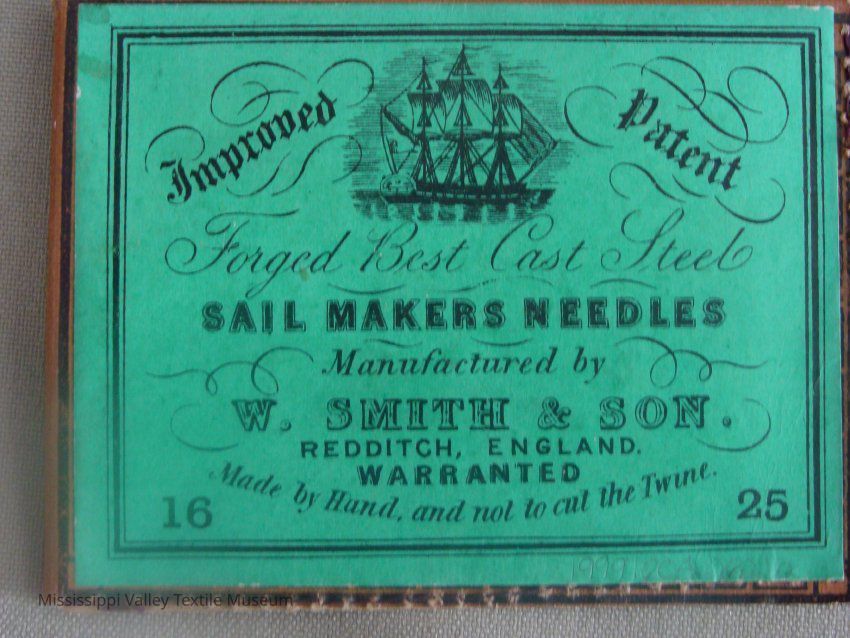 Improved Patent
Forged Best Cast Steel
SAIL MAKERS NEEDLES
Manufactured by
W. SMITH & SON.
REDDITCH, ENGLAND.
WARRANTED
Made by Hand, and not to cut the Twine.
16 25
Mississippi Valley Textile Museum